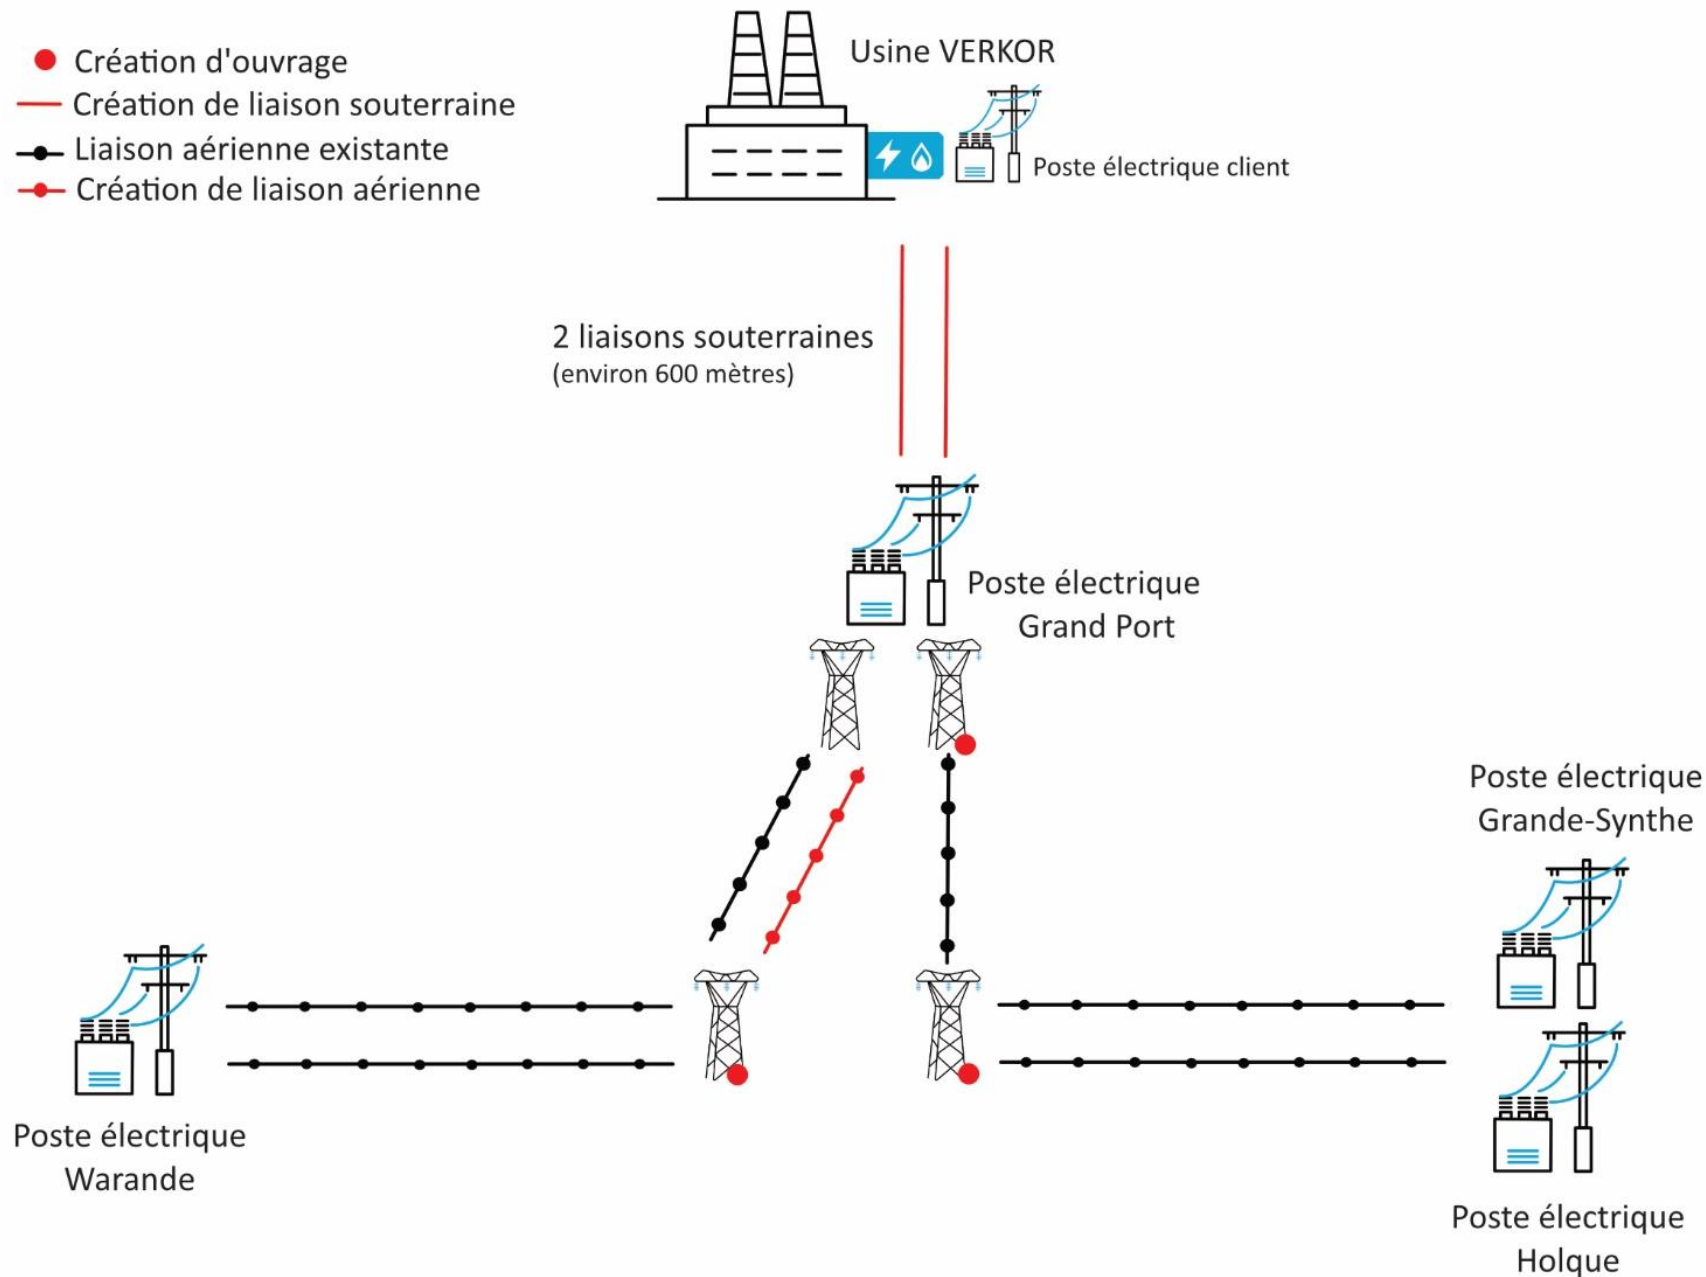 Création d'ouvrage
Création de liaison souterraine
Liaison aérienne existante
Création de liaison aérienne
Usine VERKOR
Poste électrique client
2 liaisons souterraines
(environ 600 mètres)
Poste électrique
Grand Port
Poste électrique
Grande-Synthe
Poste électrique
Warande
Poste électrique
Holque